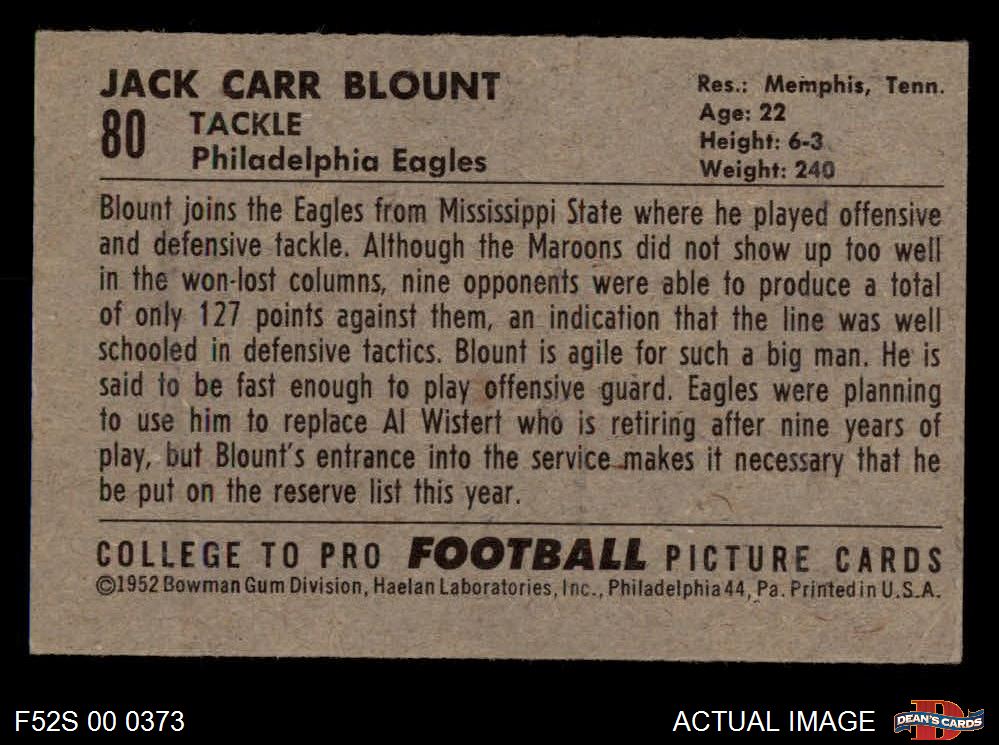 JACK CARR BLOUNT
80 TACKLE
Philadelphia Eagles
Res.: Memphis, Tenn.
Age: 22
Height: 6-3
Weight: 240
Blount joins the Eagles from Mississippi State where he played offensive
and defensive tackle. Although the Maroons did not show up too well
in the won-lost columns, nine opponents were able to produce a total
of only 127 points against them, an indication that the line was well
schooled in defensive tactics. Blount is agile for such a big man. He is
said to be fast enough to play offensive guard. Eagles were planning
to use him to replace Al Wistert who is retiring after nine years of
play, but Blount's entrance into the service makes it necessary that he
be put on the reserve list this year.
COLLEGE TO PRO FOOTBALL PICTURE CARDS
©1952 Bowman Gum Division, Haelan Laboratories, Inc., Philadelphia 44, Pa. Printed in U.S.A.
F52S 00 0373
ACTUAL IMAGE
D
DEAN'S CARDS